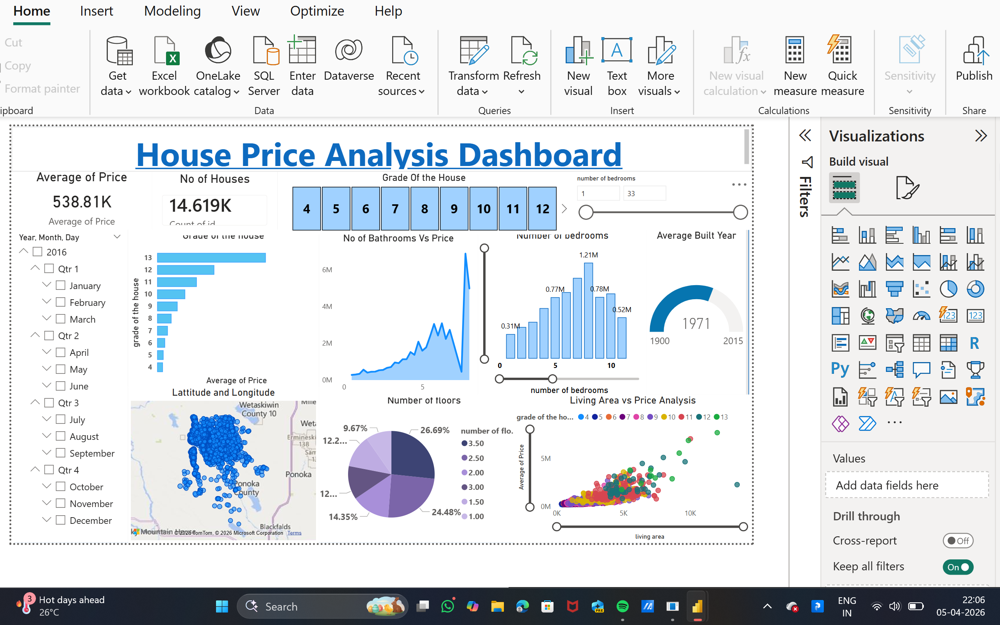 Home Insert Modeling View Optimize Help
Cut
Copy
Format painter
ipboard
Get data
Excel workbook
OneLake catalog
SQL Server
Enter data
Dataverse
Recent sources
Data
Transform data
Refresh
Queries
New visual
Text box
More visuals
Insert
New visual calculation
New measure
Quick measure
Calculations
Sensitivity
Sensitivity
Publish
Share
House Price Analysis Dashboard
Average of Price
538.81K
Average of Price
No of Houses
14.619K
Count of id
Grade Of the House
4 5 6 7 8 9 10 11 12
number of bedrooms
1 33
Year, Month, Day
2016
Qtr 1
January
February
March
Qtr 2
April
May
June
Qtr 3
July
August
September
Qtr 4
October
November
December
Grade of the house
grade of the house
13
12
11
10
9
8
7
6
5
4
Average of Price
No of Bathrooms Vs Price
6M
4M
2M
0M
0 5
Number of bedrooms
1.21M
0.77M
0.78M
0.52M
0.31M
0 5 10
number of bedrooms
Average Built Year
1971
1900 2015
Lattitude and Longitude
Wetaskiwin
County 10
Mille
Weta
Ermineski
138
Sam
13
Ponoka
Ponoka
County
Blackfalds
© 2026 TomTom, © 2026 Microsoft Corporation Terms
Number of floors
9.67%
26.69%
12.2...
12...
14.35%
24.48%
number of flo.
3.50
2.50
2.00
3.00
1.50
1.00
Living Area vs Price Analysis
grade of the ho... 4 5 6 7 8 9 10 11 12 13
Average of Price
5M
0M
0K 5K 10K
living area
Filters
Visualizations
Build visual
123
123
R
Py
Values
Add data fields here
Drill through
Cross-report
Off
Keep all filters
On
3
Hot days ahead
26°C
Search
PRE
ENG
IN
22:06
05-04-2026